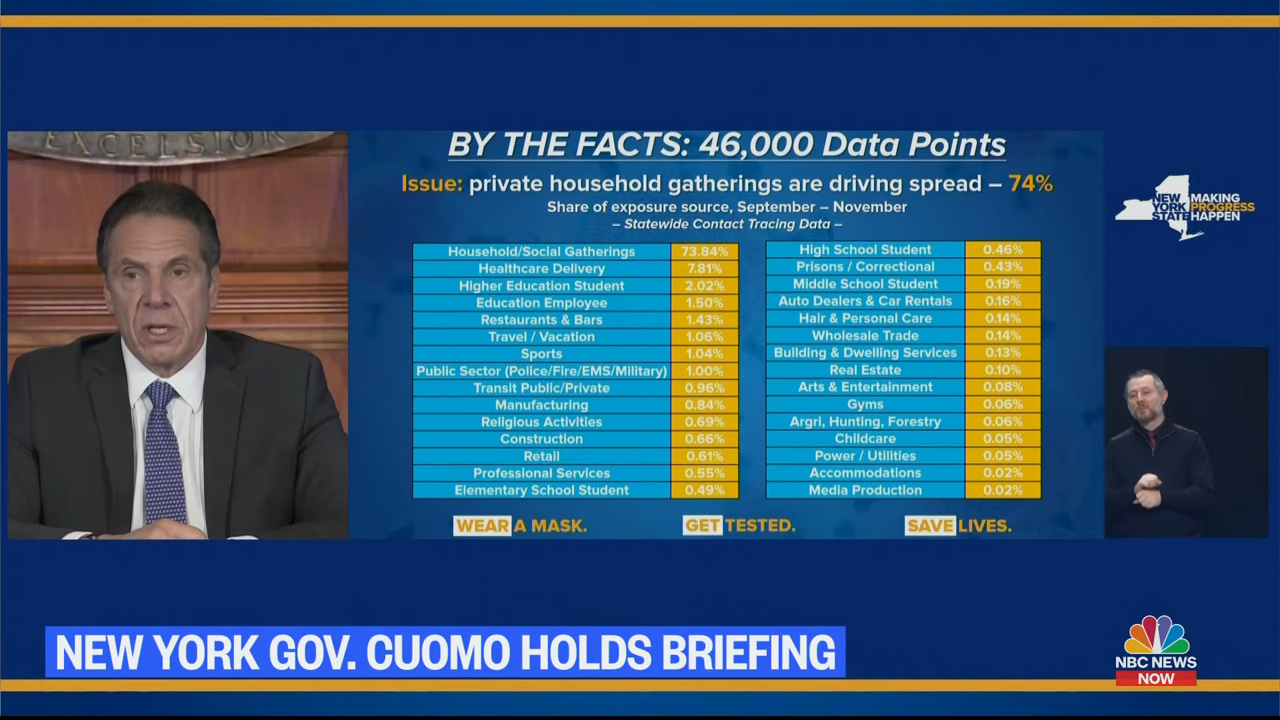 EXCELSIOR
BY THE FACTS: 46,000 Data Points
Issue: private household gatherings are driving spread – 74%
Share of exposure source, September – November
– Statewide Contact Tracing Data –
Household/Social Gatherings 73.84%
Healthcare Delivery 7.81%
Higher Education Student 2.02%
Education Employee 1.50%
Restaurants & Bars 1.43%
Travel / Vacation 1.06%
Sports 1.04%
Public Sector (Police/Fire/EMS/Military) 1.00%
Transit Public/Private 0.96%
Manufacturing 0.84%
Religious Activities 0.69%
Construction 0.66%
Retail 0.61%
Professional Services 0.55%
Elementary School Student 0.49%
High School Student 0.46%
Prisons / Correctional 0.43%
Middle School Student 0.19%
Auto Dealers & Car Rentals 0.16%
Hair & Personal Care 0.14%
Wholesale Trade 0.14%
Building & Dwelling Services 0.13%
Real Estate 0.10%
Arts & Entertainment 0.08%
Gyms 0.06%
Argri, Hunting, Forestry 0.06%
Childcare 0.05%
Power / Utilities 0.05%
Accommodations 0.02%
Media Production 0.02%
WEAR A MASK. GET TESTED. SAVE LIVES.
NEW YORK STATE
MAKING
PROGRESS
HAPPEN
NEW YORK GOV. CUOMO HOLDS BRIEFING
NBC NEWS
NOW